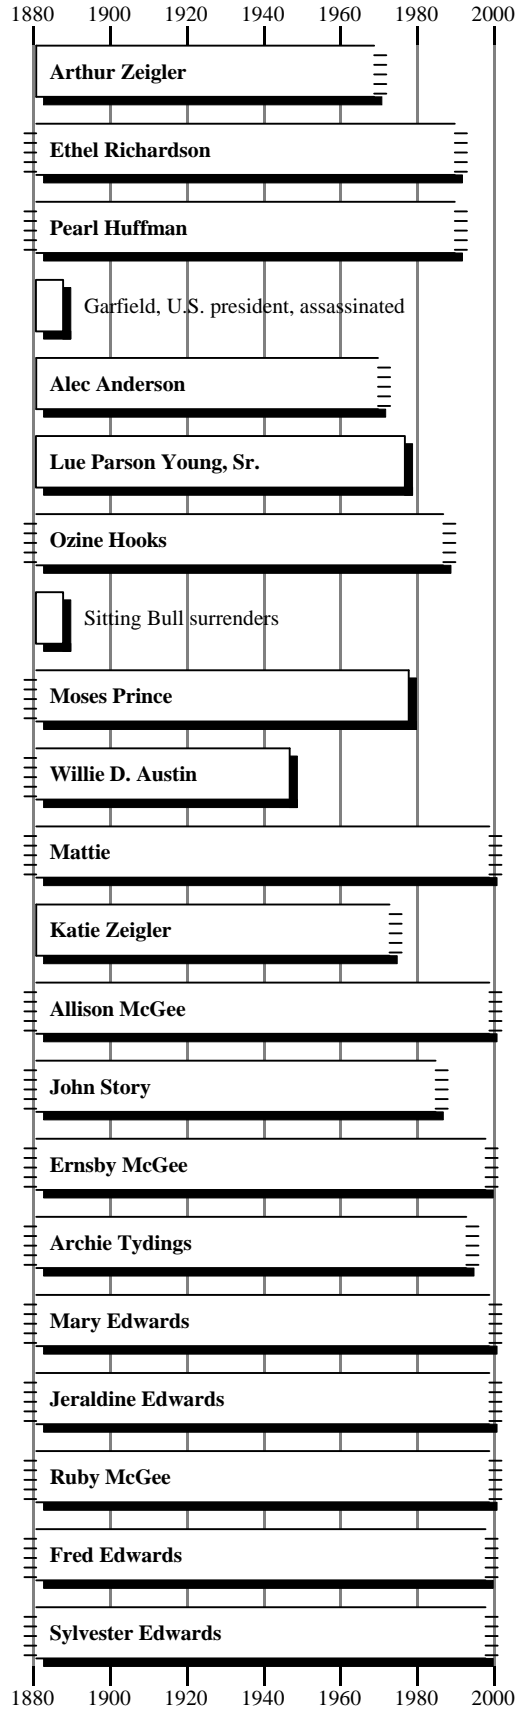 1880 1900 1920 1940 1960 1980 2000
Arthur Zeigler
Ethel Richardson
Pearl Huffman
Garfield, U.S. president, assassinated
Alec Anderson
Lue Parson Young, Sr.
Ozine Hooks
Sitting Bull surrenders
Moses Prince
Willie D. Austin
Mattie
Katie Zeigler
Allison McGee
John Story
Ernsby McGee
Archie Tydings
Mary Edwards
Jeraldine Edwards
Ruby McGee
Fred Edwards
Sylvester Edwards
1880 1900 1920 1940 1960 1980 2000